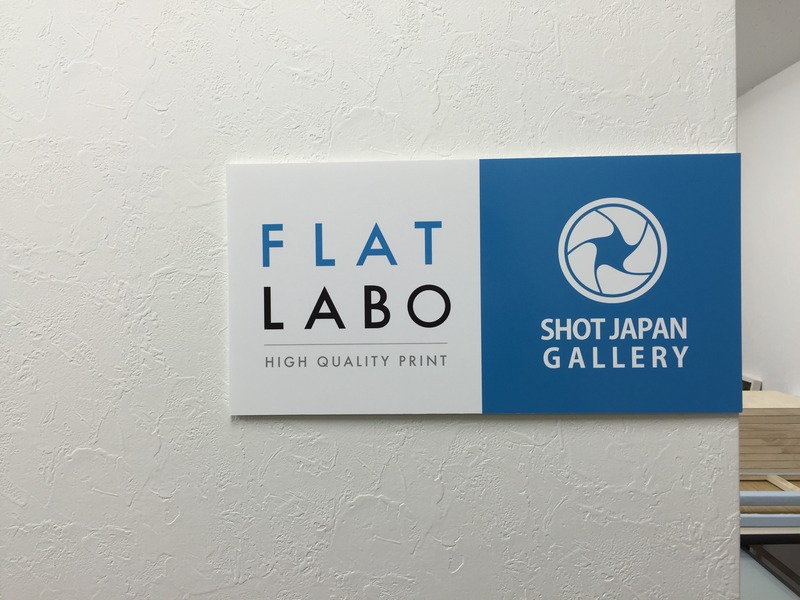 FLAT
LABO
HIGH QUALITY PRINT
SHOT JAPAN
GALLERY